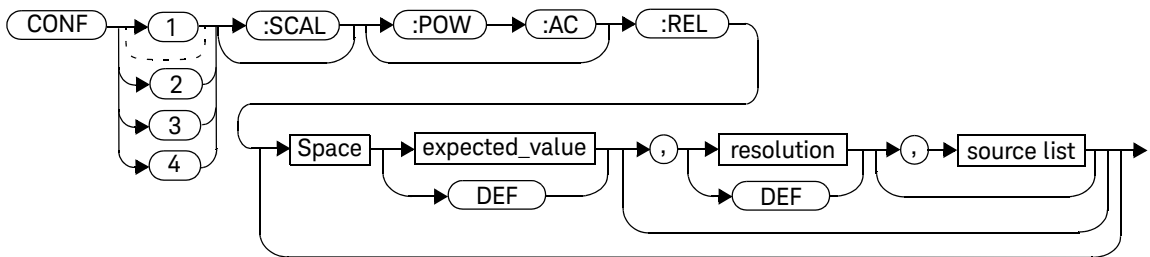 CONF 1 :SCAL :POW :AC :REL
2
3
4
Space expected_value , resolution , source list
DEF DEF